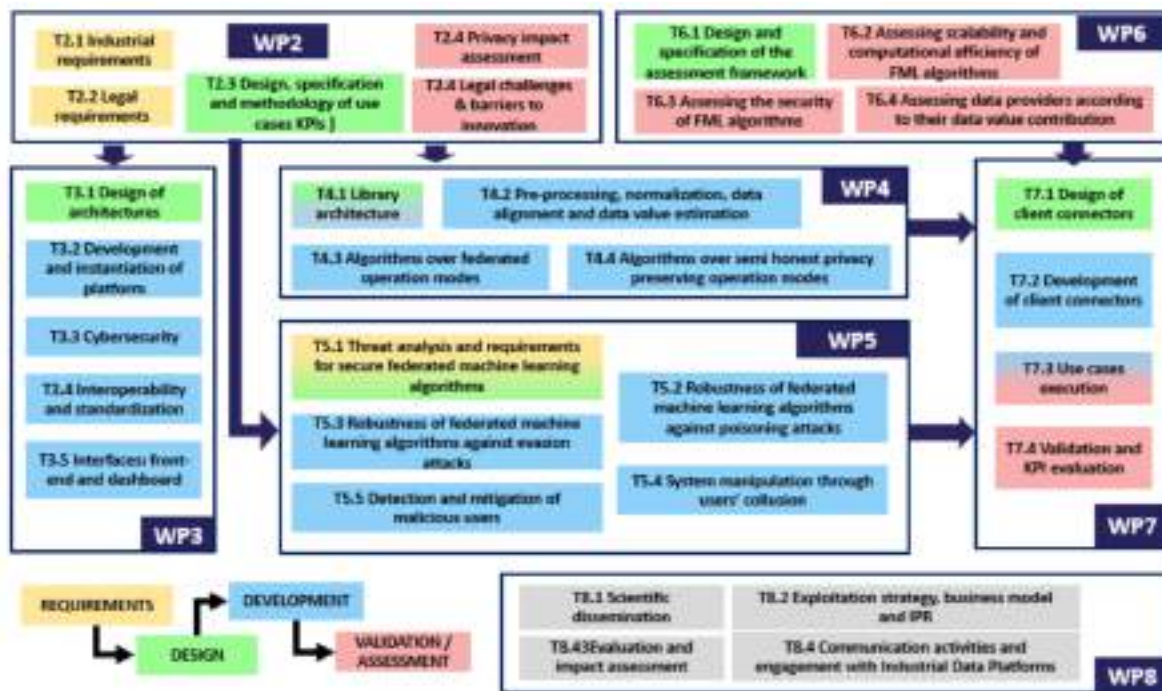 T2.1 Industrial
requirements
WP2
T2.4 Privacy impact
assessment
T2.2 Legal
requirements
T2.3 Design, specification
and methodology of use
cases KPIs ]
T2.4 Legal challenges
& barriers to
innovation
T6.1 Design and
specification of the
assessment framework
T6.2 Assessing scalability and
computational efficiency of
FML algorithms
WP6
T6.3 Assessing the security
of FML algorithm
T6.4 Assessing data providers according
to their data value contribution
T3.1 Design of
architectures
T3.2 Development
and instantiation of
platform
T3.3 Cybersecurity
T3.4 Interoperability
and standardization
T3.5 Interfaces: front-
end and dashboard
WP3
T4.1 Library
architecture
T4.2 Pre-processing, normalization, data
alignment and data value estimation
WP4
T4.3 Algorithms over federated
operation modes
T4.4 Algorithms over semi honest privacy
preserving operation modes
T5.1 Threat analysis and requirements
for secure federated machine learning
algorithms
WP5
T5.2 Robustness of federated
machine learning algorithms
against poisoning attacks
T5.3 Robustness of federated machine
learning algorithms against evasion
attacks
T5.4 System manipulation through
users' collusion
T5.5 Detection and mitigation of
malicious users
T7.1 Design of
client connectors
T7.2 Development
of client connectors
T7.3 Use cases
execution
T7.4 Validation and
KPI evaluation
WP7
REQUIREMENTS
DESIGN
DEVELOPMENT
VALIDATION /
ASSESSMENT
T8.1 Scientific
dissemination
T8.2 Exploitation strategy, business model
and IPR
T8.43Evaluation and
impact assessment
T8.4 Communication activities and
engagement with Industrial Data Platforms
WP8